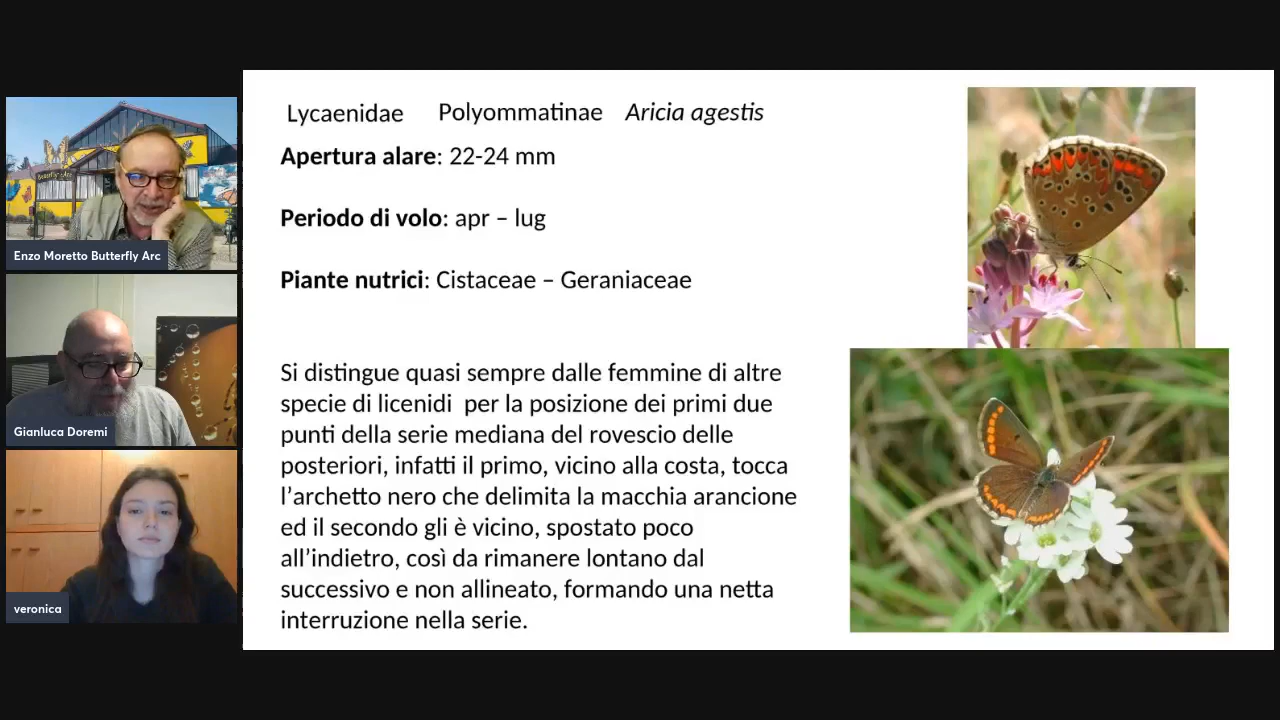 Butterfly Arc
Enzo Moretto Butterfly Arc
Gianluca Doremi
veronica
Lycaenidae Polyommatinae Aricia agestis
Apertura alare: 22-24 mm
Periodo di volo: apr – lug
Piante nutrici: Cistaceae – Geraniaceae
Si distingue quasi sempre dalle femmine di altre
specie di licenidi per la posizione dei primi due
punti della serie mediana del rovescio delle
posteriori, infatti il primo, vicino alla costa, tocca
l’archetto nero che delimita la macchia arancione
ed il secondo gli è vicino, spostato poco
all’indietro, così da rimanere lontano dal
successivo e non allineato, formando una netta
interruzione nella serie.